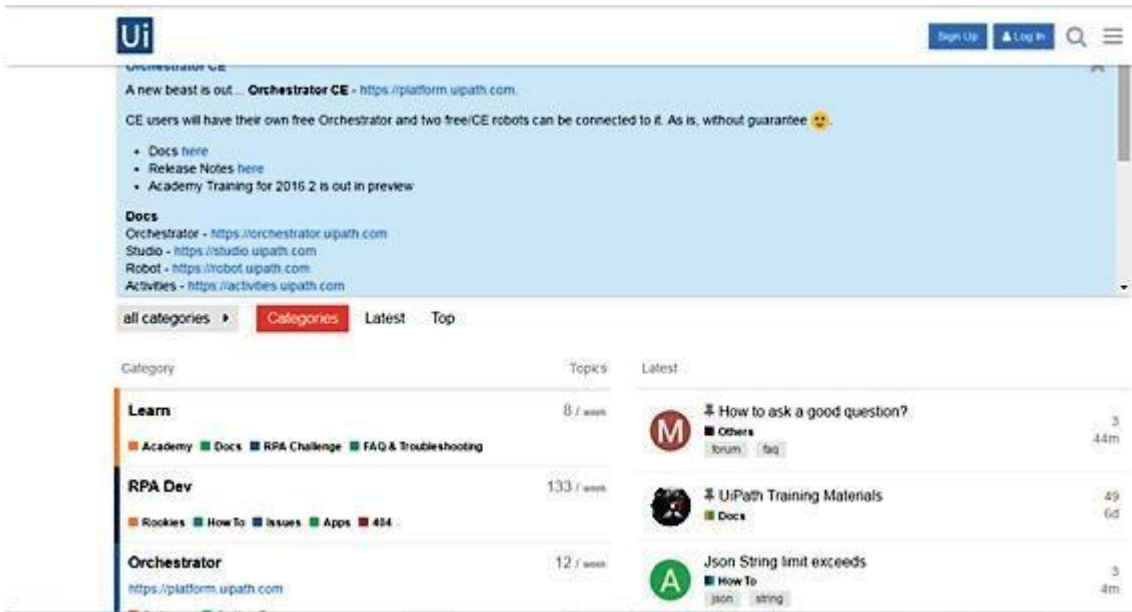 Ui
Sign Up Log In
Orchestrator CE
A new beast is out... Orchestrator CE - https://platform.uipath.com.
CE users will have their own free Orchestrator and two free/CE robots can be connected to it. As is, without guarantee
Docs here
Release Notes here
Academy Training for 2016.2 is out in preview
Docs
Orchestrator - https://orchestrator.uipath.com
Studio - https://studio.uipath.com
Robot - https://robot.uipath.com
Activities - https://activities.uipath.com
all categories Categories Latest Top
Category Topics Latest
Learn 8 / week
Academy Docs RPA Challenge FAQ & Troubleshooting
M How to ask a good question? 3
Others 44m
forum faq
RPA Dev 133 / week
Rookies How To Issues Apps 404
UiPath Training Materials 49
Docs 6d
Orchestrator 12 / week
https://platform.uipath.com
A Json String limit exceeds 3
How To 4m
json string